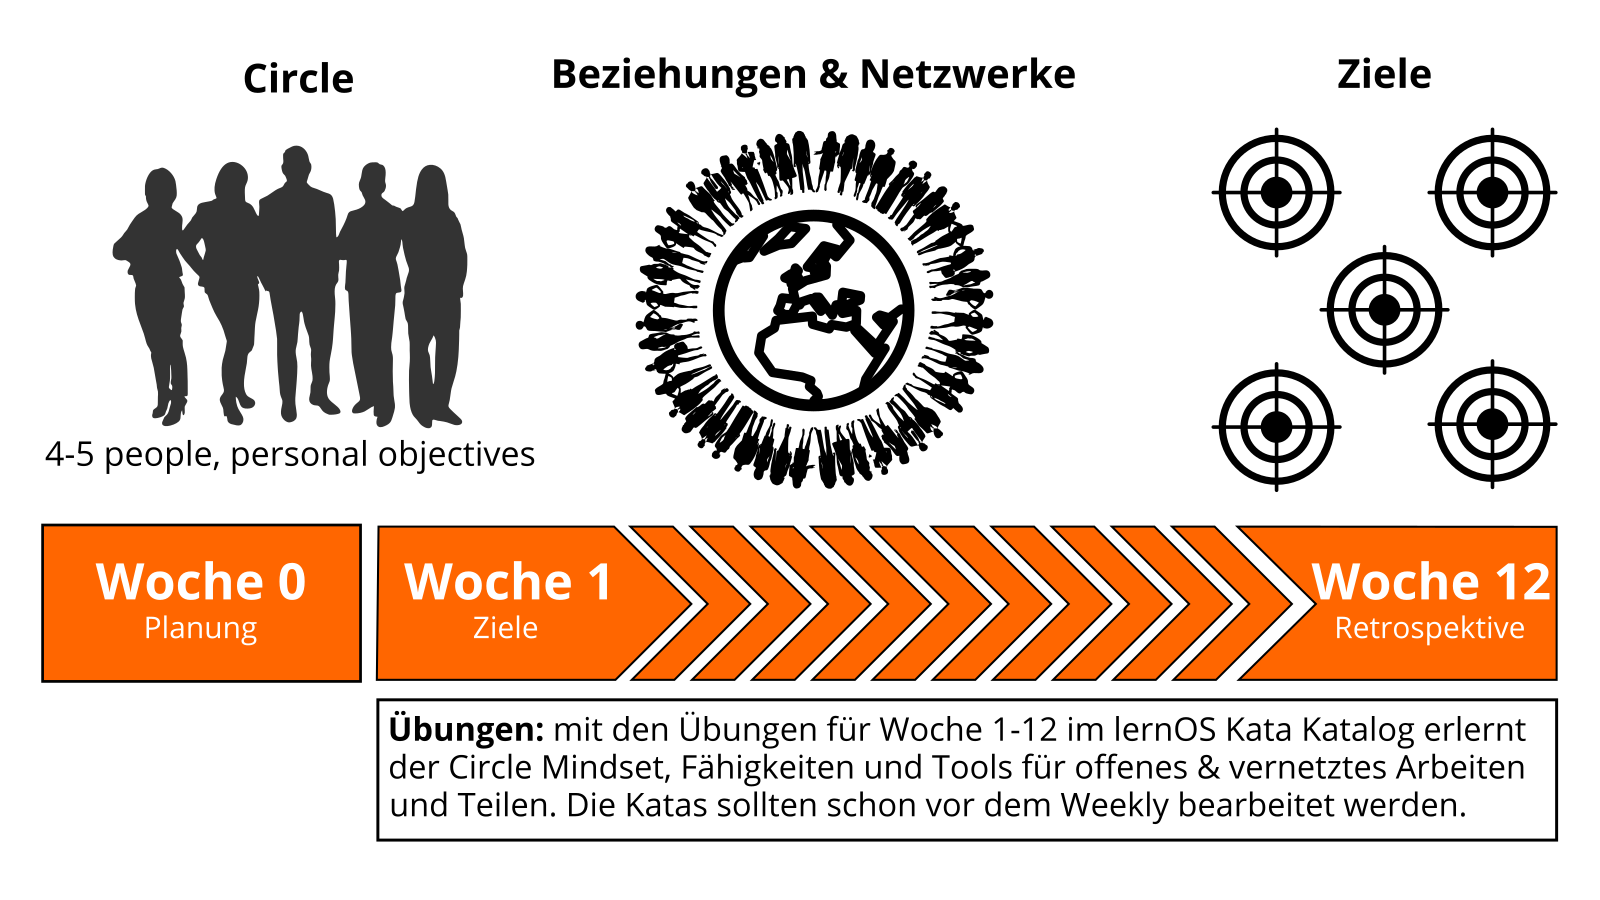 Circle
Beziehungen & Netzwerke
Ziele
4-5 people, personal objectives
Woche 0
Planung
Woche 1
Ziele
Woche 12
Retrospektive
Übungen: mit den Übungen für Woche 1-12 im lernOS Kata Katalog erlernt
der Circle Mindset, Fähigkeiten und Tools für offenes & vernetztes Arbeiten
und Teilen. Die Katas sollten schon vor dem Weekly bearbeitet werden.